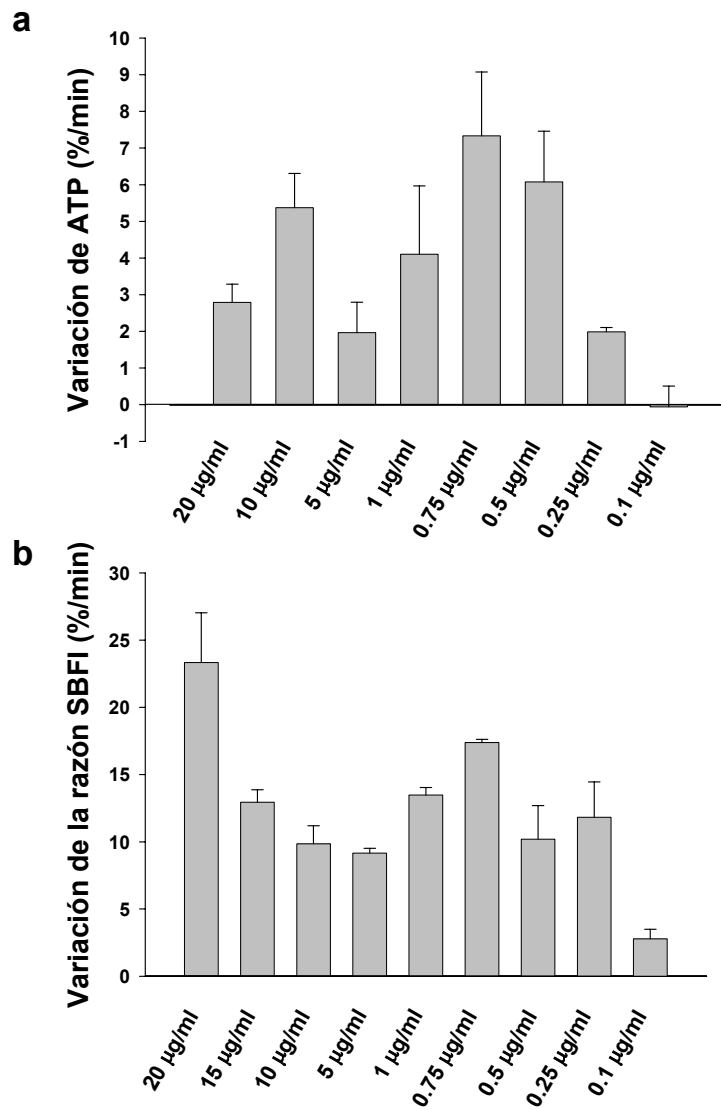 a
Variación de ATP (%/min)
10
9
8
7
6
5
4
3
2
1
0
-1
20 µg/ml
10 µg/ml
5 µg/ml
1 µg/ml
0.75 µg/ml
0.5 µg/ml
0.25 µg/ml
0.1 µg/ml
b
Variación de la razón SBFI (%/min)
30
25
20
15
10
5
0
20 µg/ml
15 µg/ml
10 µg/ml
5 µg/ml
1 µg/ml
0.75 µg/ml
0.5 µg/ml
0.25 µg/ml
0.1 µg/ml